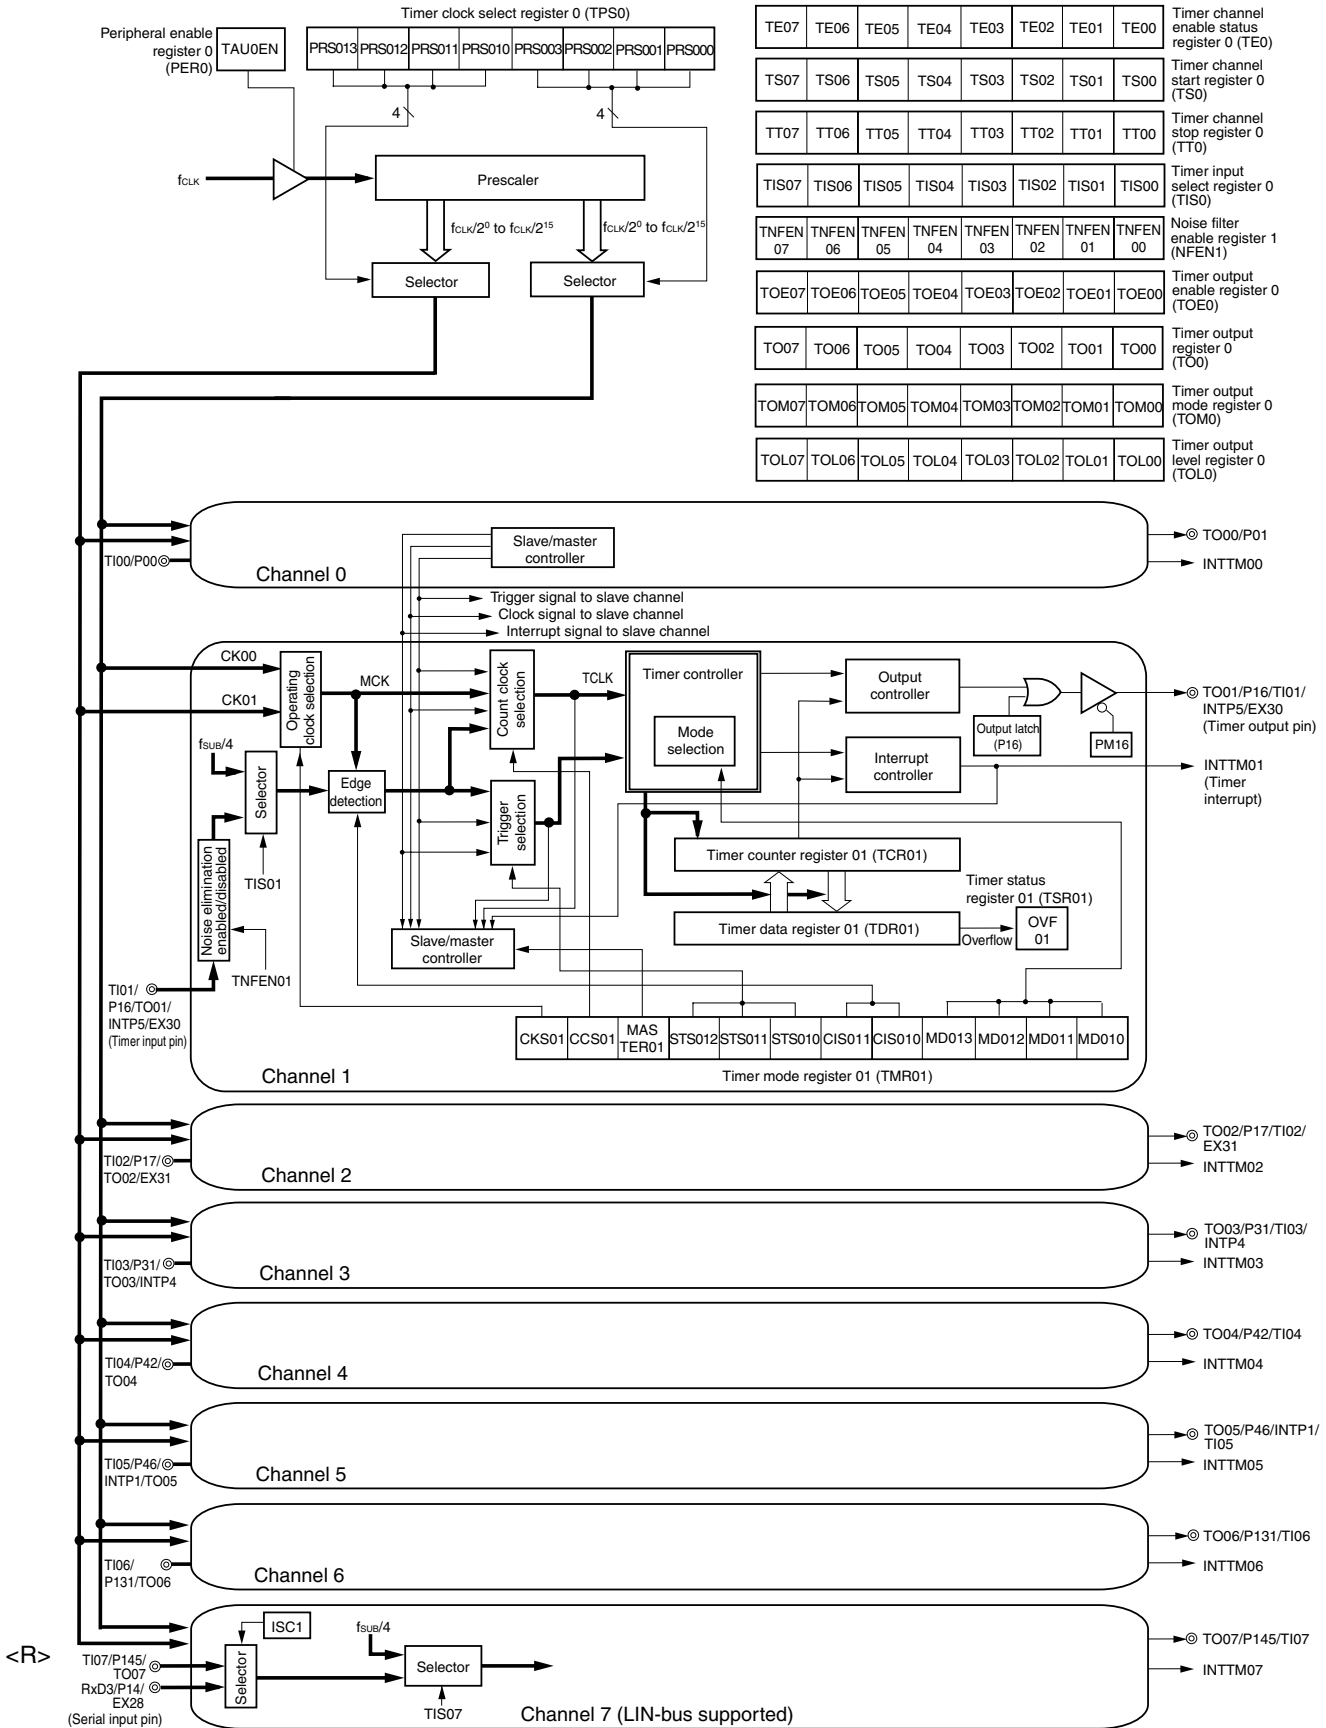 Timer clock select register 0 (TPS0)
Peripheral enable
register 0
(PER0)
TAU0EN
PRS013 PRS012 PRS011 PRS010 PRS003 PRS002 PRS001 PRS000
4
4
fCLK
Prescaler
fCLK/2⁰ to fCLK/2¹⁵
fCLK/2⁰ to fCLK/2¹⁵
Selector
Selector
TE07 TE06 TE05 TE04 TE03 TE02 TE01 TE00
Timer channel
enable status
register 0 (TE0)
TS07 TS06 TS05 TS04 TS03 TS02 TS01 TS00
Timer channel
start register 0
(TS0)
TT07 TT06 TT05 TT04 TT03 TT02 TT01 TT00
Timer channel
stop register 0
(TT0)
TIS07 TIS06 TIS05 TIS04 TIS03 TIS02 TIS01 TIS00
Timer input
select register 0
(TIS0)
TNFEN TNFEN TNFEN TNFEN TNFEN TNFEN TNFEN TNFEN
07 06 05 04 03 02 01 00
Noise filter
enable register 1
(NFEN1)
TOE07 TOE06 TOE05 TOE04 TOE03 TOE02 TOE01 TOE00
Timer output
enable register 0
(TOE0)
TO07 TO06 TO05 TO04 TO03 TO02 TO01 TO00
Timer output
register 0
(TO0)
TOM07 TOM06 TOM05 TOM04 TOM03 TOM02 TOM01 TOM00
Timer output
mode register 0
(TOM0)
TOL07 TOL06 TOL05 TOL04 TOL03 TOL02 TOL01 TOL00
Timer output
level register 0
(TOL0)
TI00/P00
Slave/master
controller
Channel 0
TO00/P01
INTTM00
Trigger signal to slave channel
Clock signal to slave channel
Interrupt signal to slave channel
CK00
CK01
Operating
clock selection
MCK
Count clock
selection
TCLK
Timer controller
Mode
selection
Output
controller
Output latch
(P16)
PM16
TO01/P16/TI01/
INTP5/EX30
(Timer output pin)
fSUB/4
Selector
Edge
detection
Trigger
selection
Interrupt
controller
INTTM01
(Timer
interrupt)
TIS01
Noise elimination
enabled/disabled
TNFEN01
Timer counter register 01 (TCR01)
Timer status
register 01 (TSR01)
Timer data register 01 (TDR01)
Overflow
OVF
01
Slave/master
controller
TI01/
P16/TO01/
INTP5/EX30
(Timer input pin)
CKS01 CCS01 MAS
TER01 STS012 STS011 STS010 CIS011 CIS010 MD013 MD012 MD011 MD010
Channel 1
Timer mode register 01 (TMR01)
TI02/P17/
TO02/EX31
Channel 2
TO02/P17/TI02/
EX31
INTTM02
TI03/P31/
TO03/INTP4
Channel 3
TO03/P31/TI03/
INTP4
INTTM03
TI04/P42/
TO04
Channel 4
TO04/P42/TI04
INTTM04
TI05/P46/
INTP1/TO05
Channel 5
TO05/P46/INTP1/
TI05
INTTM05
TI06/
P131/TO06
Channel 6
TO06/P131/TI06
INTTM06
<R>
TI07/P145/
TO07
RxD3/P14/
EX28
(Serial input pin)
Selector
ISC1
fSUB/4
Selector
TIS07
Channel 7 (LIN-bus supported)
TO07/P145/TI07
INTTM07